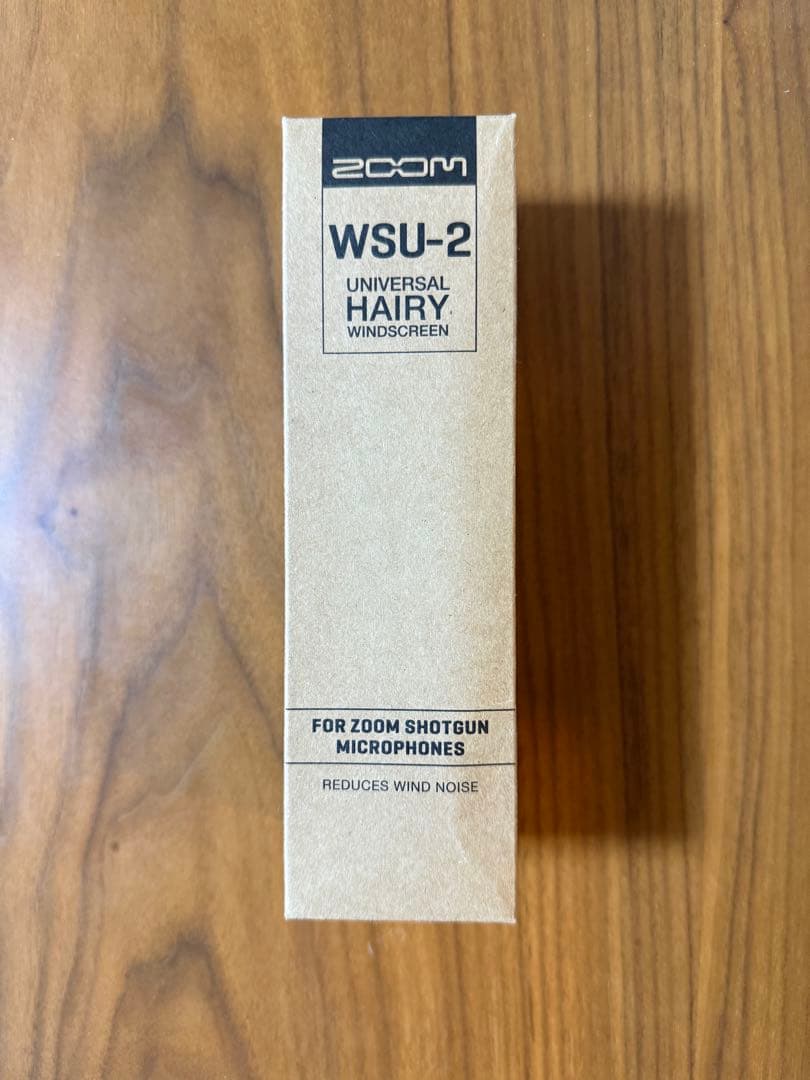 ZOOM
WSU-2
UNIVERSAL
HAIRY
WINDSCREEN
FOR ZOOM SHOTGUN
MICROPHONES
REDUCES WIND NOISE